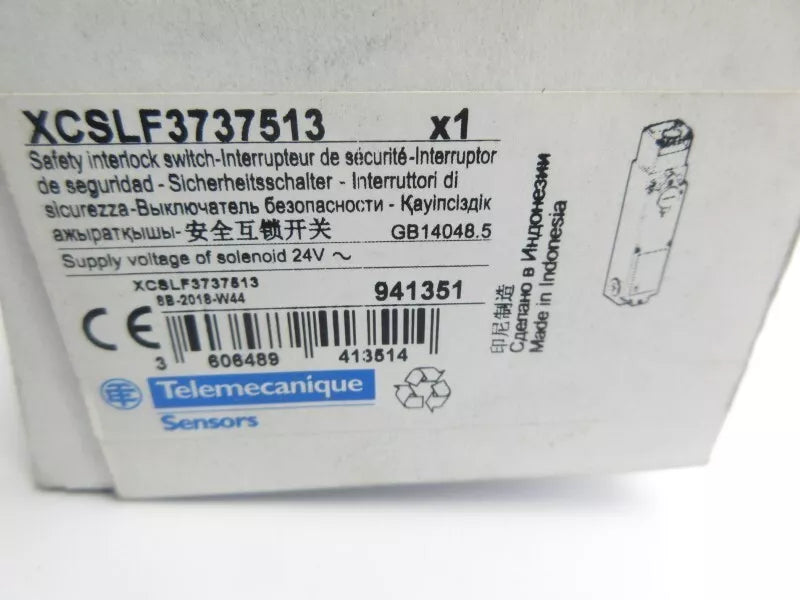 XCSLF3737513 x1
Safety interlock switch-Interrupteur de sécurité-Interruptor
de seguridad - Sicherheitsschalter - Interruttori di
sicurezza-Выключатель безопасности - Қауіпсіздік
ажыратқышы-安全互锁开关 GB14048.5
Supply voltage of solenoid 24V ~
XCSLF3737513
8B-2018-W44
941351
CE
3 606489 413514
Telemecanique
Sensors
印尼制造
Сделано в Индонезии
Made in Indonesia